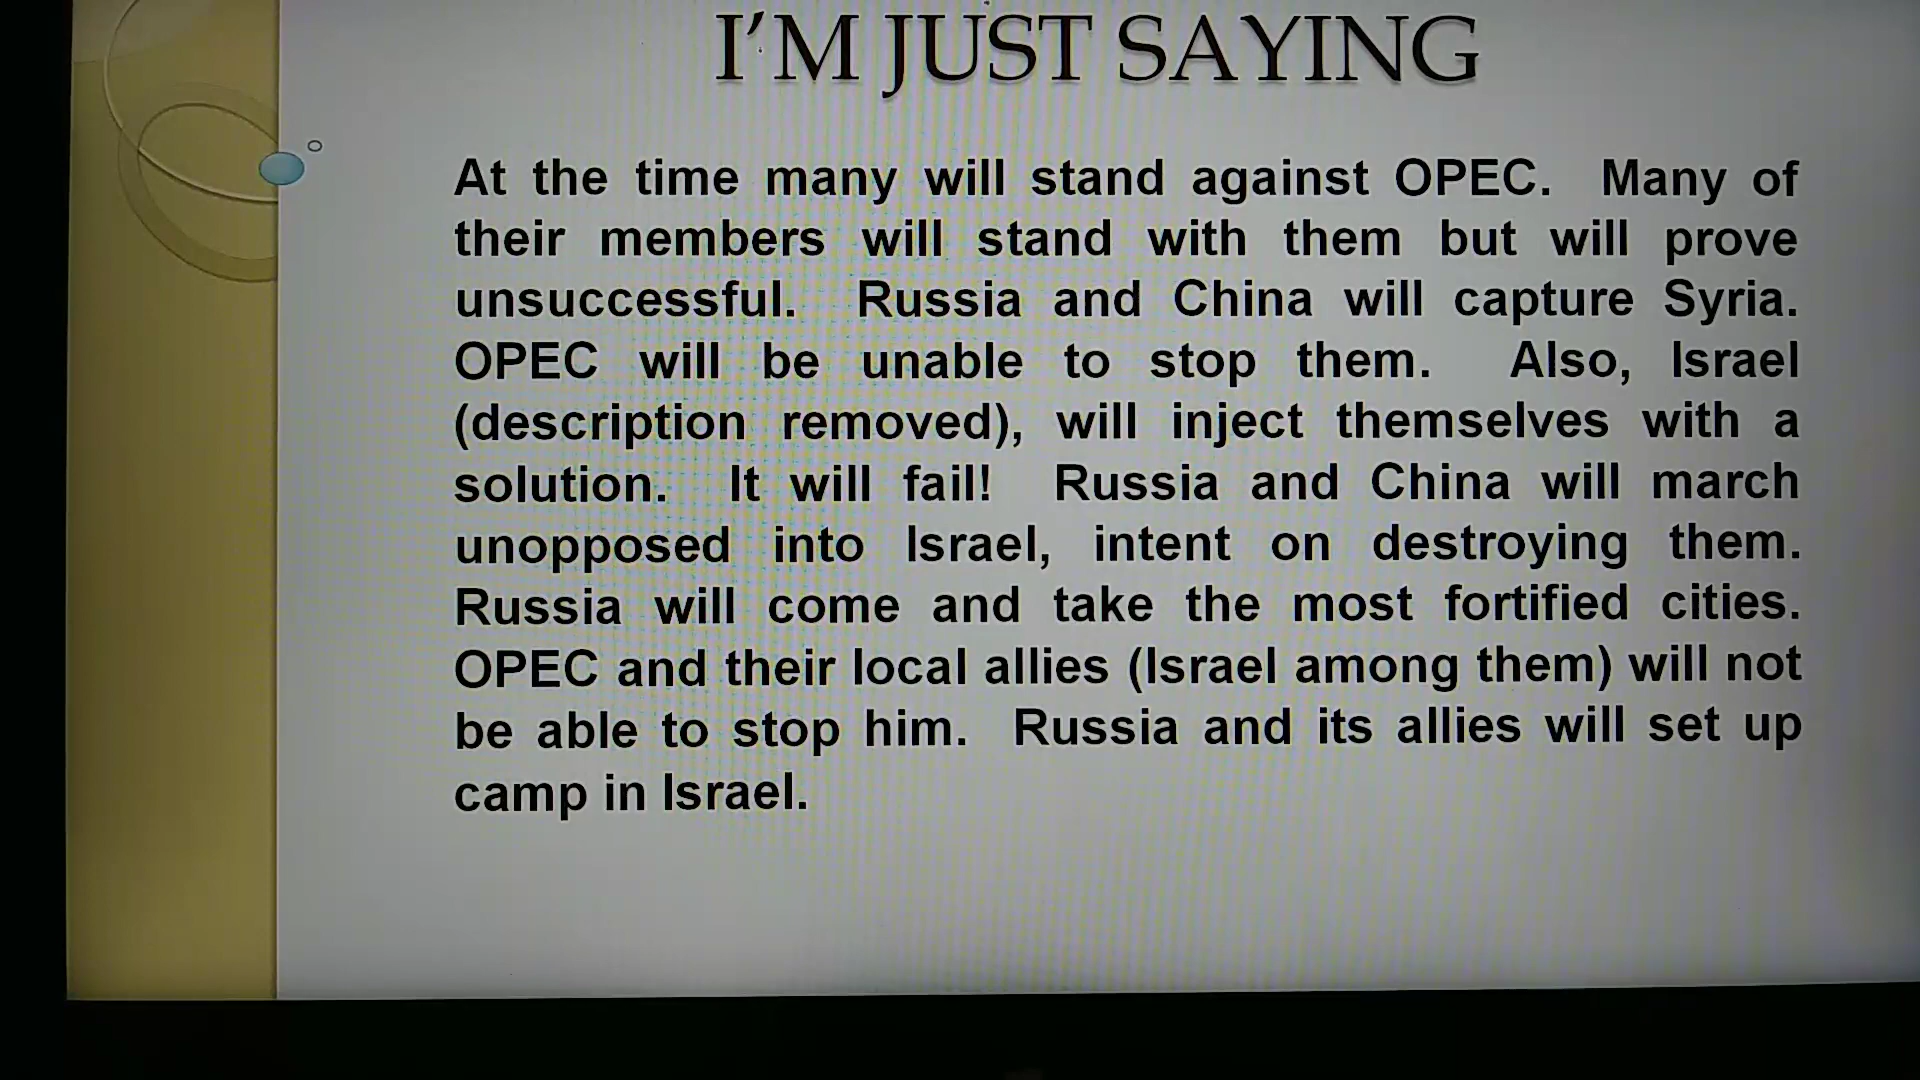 I'M JUST SAYING
At the time many will stand against OPEC. Many of
their members will stand with them but will prove
unsuccessful. Russia and China will capture Syria.
OPEC will be unable to stop them. Also, Israel
(description removed), will inject themselves with a
solution. It will fail! Russia and China will march
unopposed into Israel, intent on destroying them.
Russia will come and take the most fortified cities.
OPEC and their local allies (Israel among them) will not
be able to stop him. Russia and its allies will set up
camp in Israel.